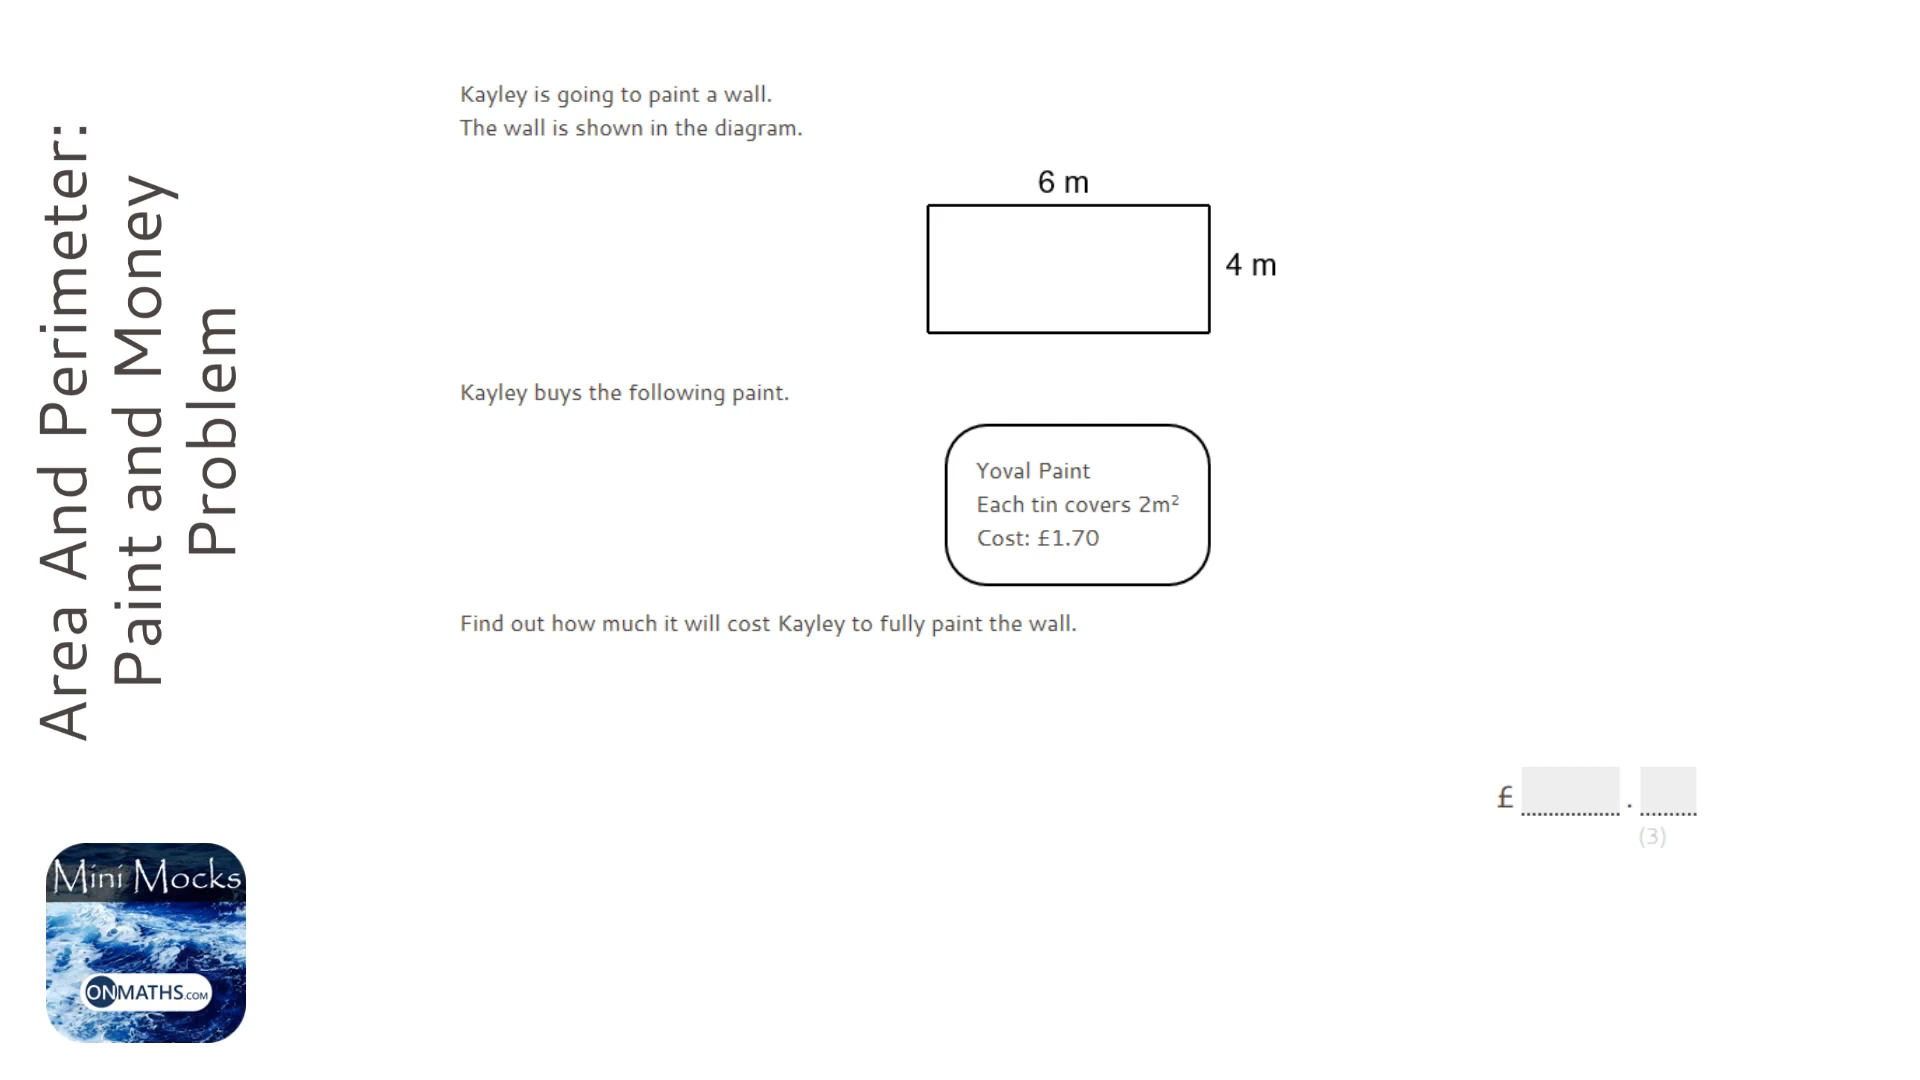 Area And Perimeter:
Paint and Money
Problem
Kayley is going to paint a wall.
The wall is shown in the diagram.
6 m
4 m
Kayley buys the following paint.
Yoval Paint
Each tin covers 2m²
Cost: £1.70
Find out how much it will cost Kayley to fully paint the wall.
£ .
(3)
Mini Mocks
ONMATHS.COM